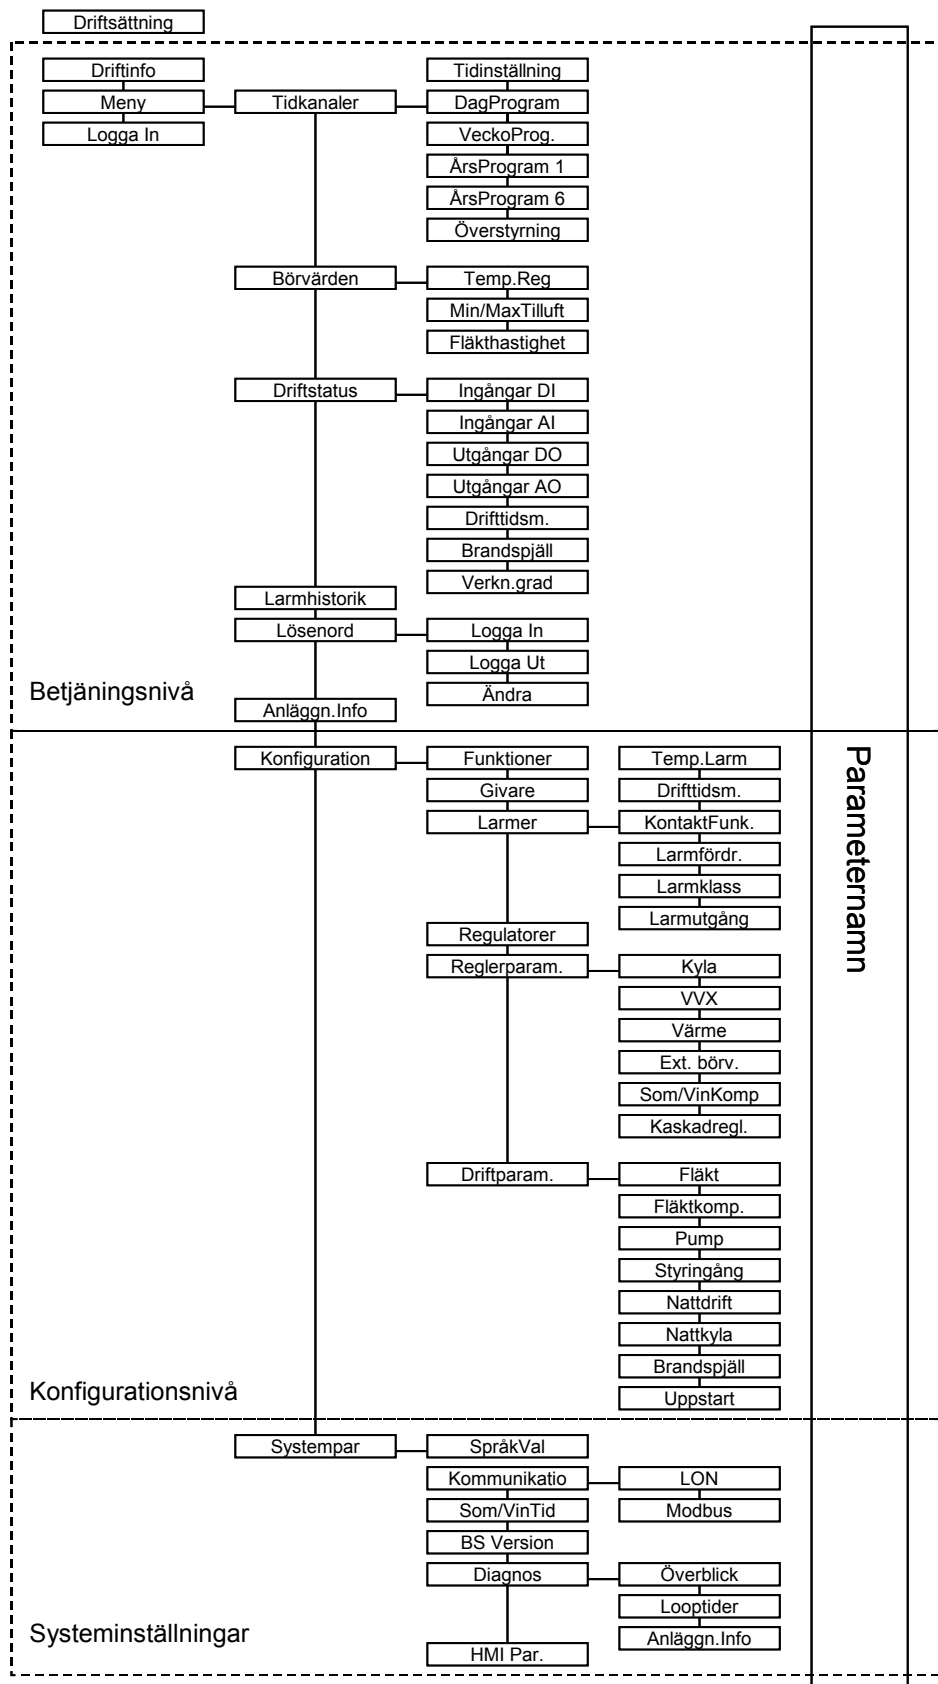 Driftsättning
Driftinfo
Tidinställning
Meny
Tidkanaler
DagProgram
Logga In
VeckoProg.
ÅrsProgram 1
ÅrsProgram 6
Överstyrning
Börvärden
Temp.Reg
Min/MaxTilluft
Fläkthastighet
Driftstatus
Ingångar DI
Ingångar AI
Utgångar DO
Utgångar AO
Drifttidsm.
Brandspjäll
Verkn.grad
Larmhistorik
Lösenord
Logga In
Logga Ut
Ändra
Betjäningsnivå
Anläggn.Info
Konfiguration
Funktioner
Temp.Larm
Givare
Drifttidsm.
Larmer
KontaktFunk.
Larmfördr.
Larmklass
Larmutgång
Parameternamn
Regulatorer
Reglerparam.
Kyla
VVX
Värme
Ext. börv.
Som/VinKomp
Kaskadregl.
Driftparam.
Fläkt
Fläktkomp.
Pump
Styringång
Nattdrift
Nattkyla
Brandspjäll
Uppstart
Konfigurationsnivå
Systempar
SpråkVal
Kommunikatio
LON
Som/VinTid
Modbus
BS Version
Diagnos
Överblick
Looptider
Anläggn.Info
Systeminställningar
HMI Par.